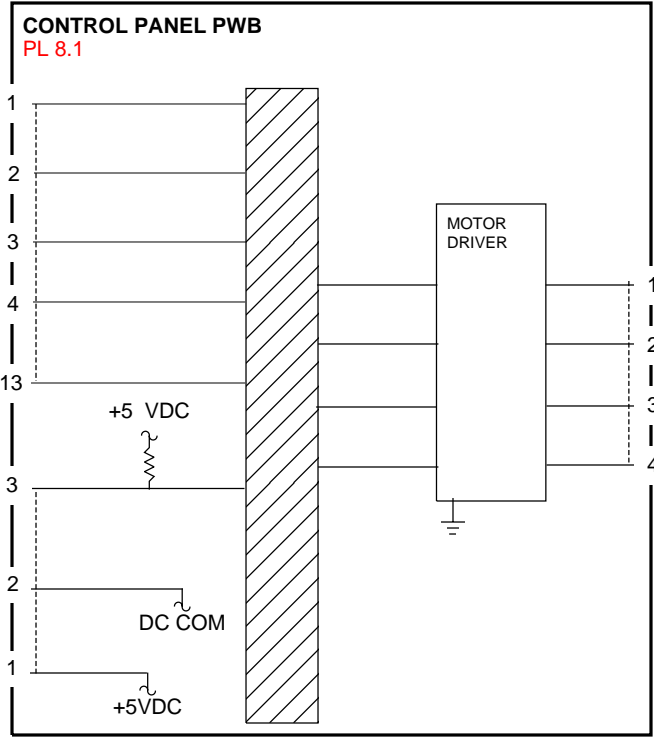 CONTROL PANEL PWB
PL 8.1
1
2
3
4
13
+5 VDC
3
2
DC COM
1
+5VDC
MOTOR
DRIVER
1
2
3
4